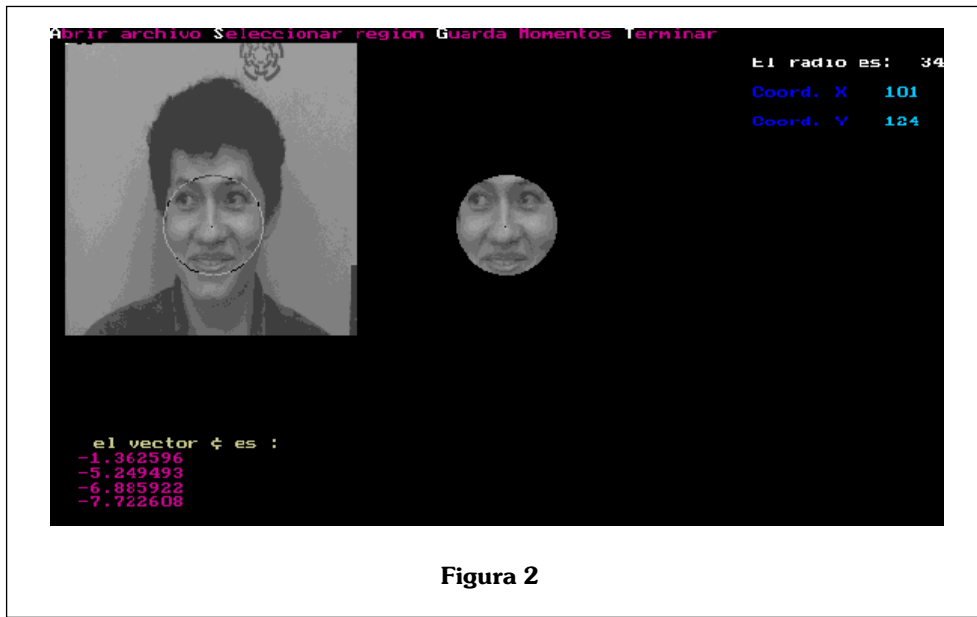 Abrir archivo Seleccionar region Guarda Momentos Terminar
El radio es: 34
Coord. X 101
Coord. Y 124
el vector ¢ es :
-1.362596
-5.249493
-6.885922
-7.722608
Figura 2